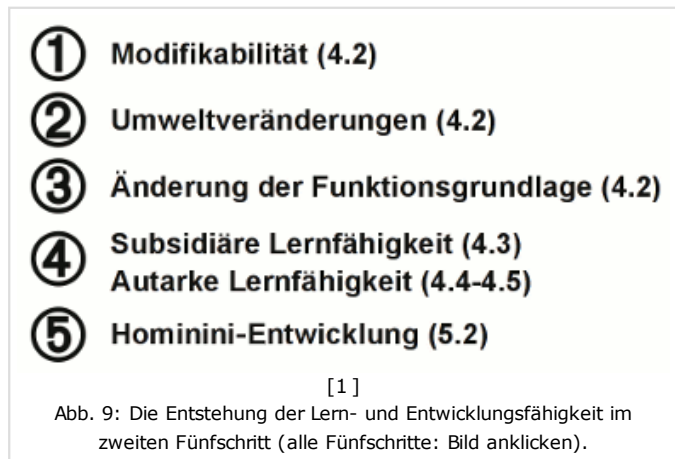 ① Modifikabilität (4.2)
② Umweltveränderungen (4.2)
③ Änderung der Funktionsgrundlage (4.2)
④ Subsidiäre Lernfähigkeit (4.3)
Autarke Lernfähigkeit (4.4-4.5)
⑤ Hominini-Entwicklung (5.2)
[1]
Abb. 9: Die Entstehung der Lern- und Entwicklungsfähigkeit im
zweiten Fünfschritt (alle Fünfschritte: Bild anklicken).